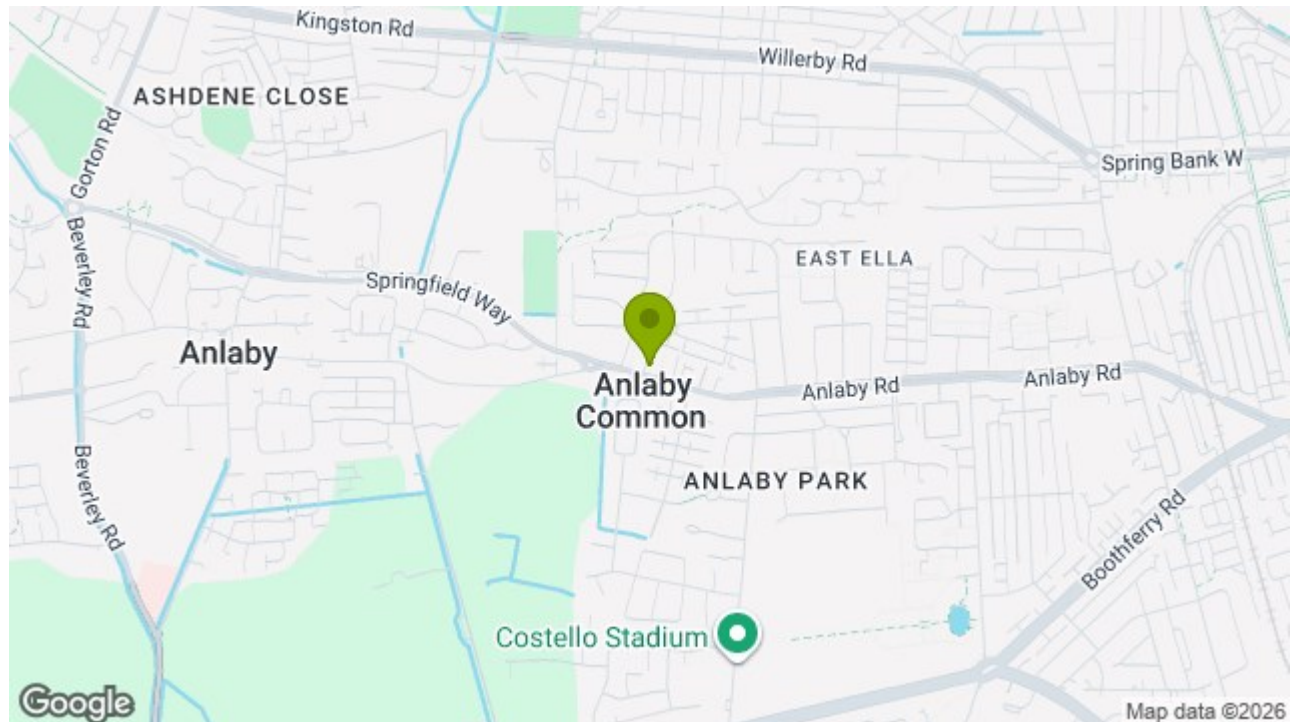 Kingston Rd
Willerby Rd
ASHDENE CLOSE
Gorton Rd
Spring Bank W
Beverley Rd
EAST ELLA
Springfield Way
Anlaby
Anlaby
Common
Anlaby Rd
Anlaby Rd
Beverley Rd
ANLABY PARK
Boothferry Rd
Costello Stadium
Google
Map data ©2026